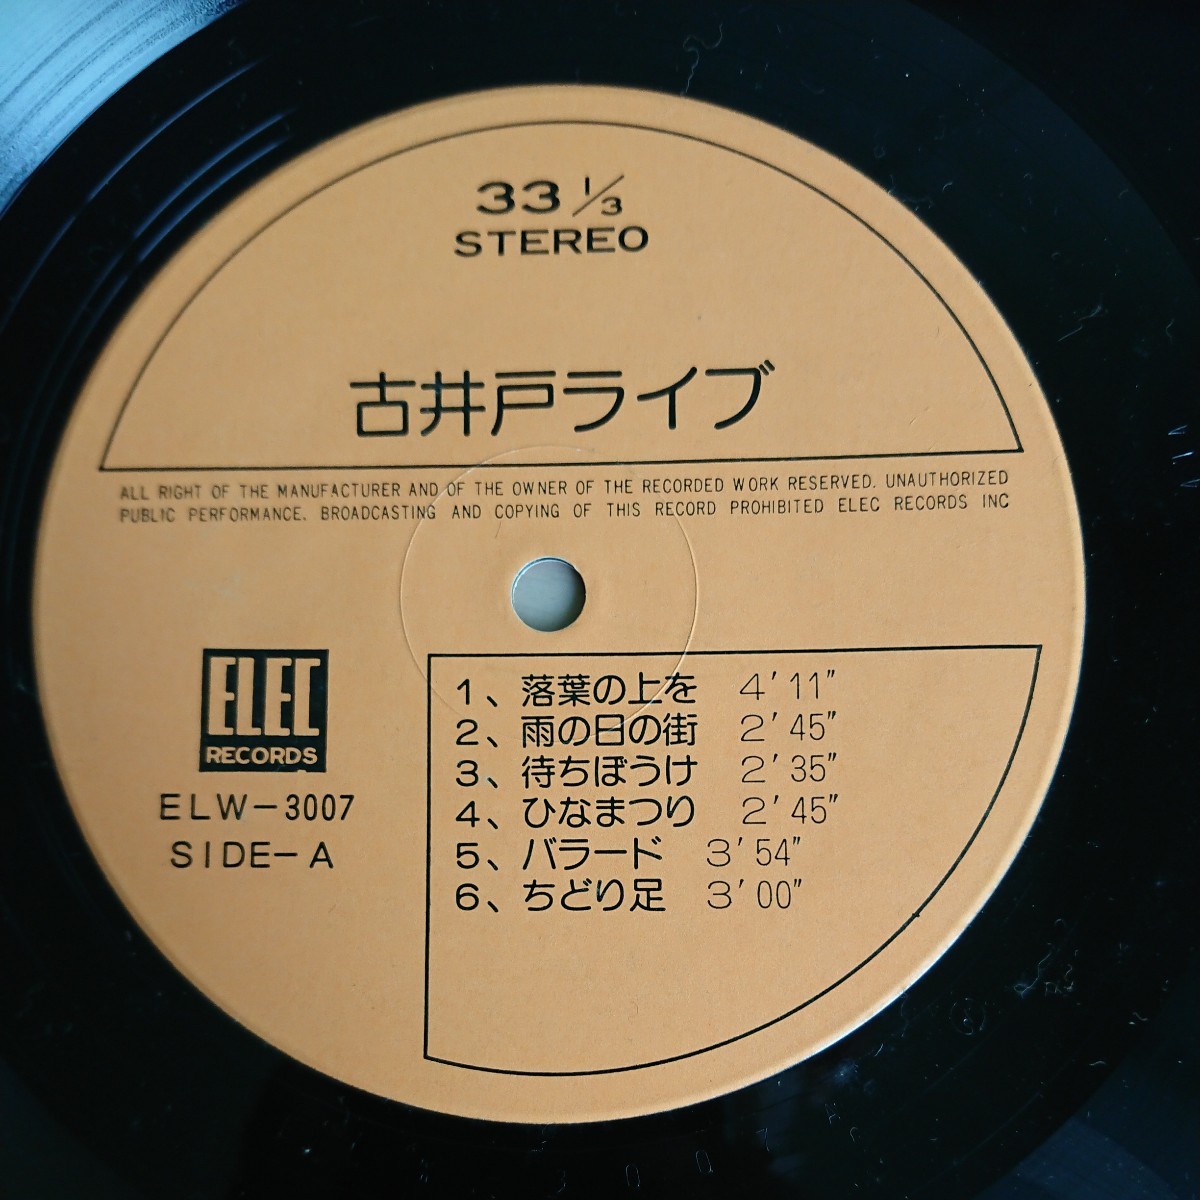 33 1/3
STEREO
古井戸ライブ
ALL RIGHT OF THE MANUFACTURER AND OF THE OWNER OF THE RECORDED WORK RESERVED. UNAUTHORIZED
PUBLIC PERFORMANCE. BROADCASTING AND COPYING OF THIS RECORD PROHIBITED ELEC RECORDS INC
ELEC
RECORDS
ELW-3007
SIDE-A
1、落葉の上を 4'11"
2、雨の日の街 2'45"
3、待ちぼうけ 2'35"
4、ひなまつり 2'45"
5、バラード 3'54"
6、ちどり足 3'00"